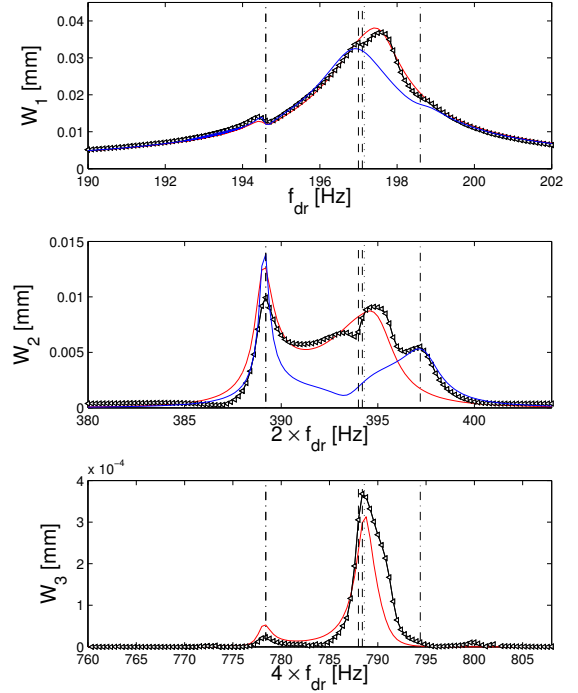 0.04
0.03
0.02
0.01
0
W1 [mm]
190 192 194 196 198 200 202
fdr [Hz]
0.015
0.01
0.005
0
W2 [mm]
380 385 390 395 400
2 × fdr [Hz]
x 10-4
4
3
2
1
0
W3 [mm]
760 765 770 775 780 785 790 795 800 805
4 × fdr [Hz]